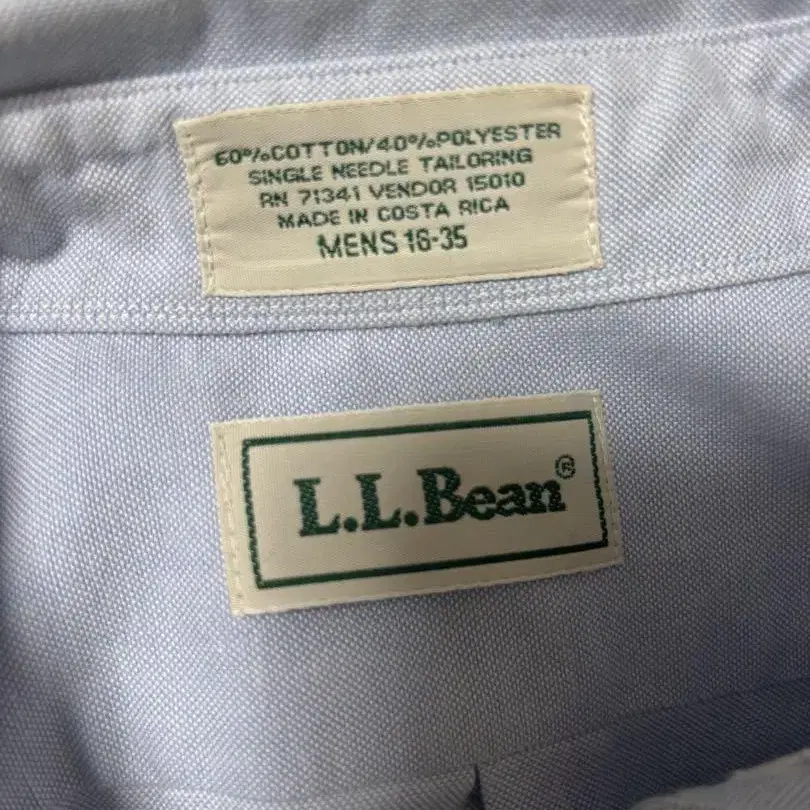 60%COTTON/40%POLYESTER
SINGLE NEEDLE TAILORING
RN 71341 VENDOR 15010
MADE IN COSTA RICA
MENS 16-35
L.L.Bean®